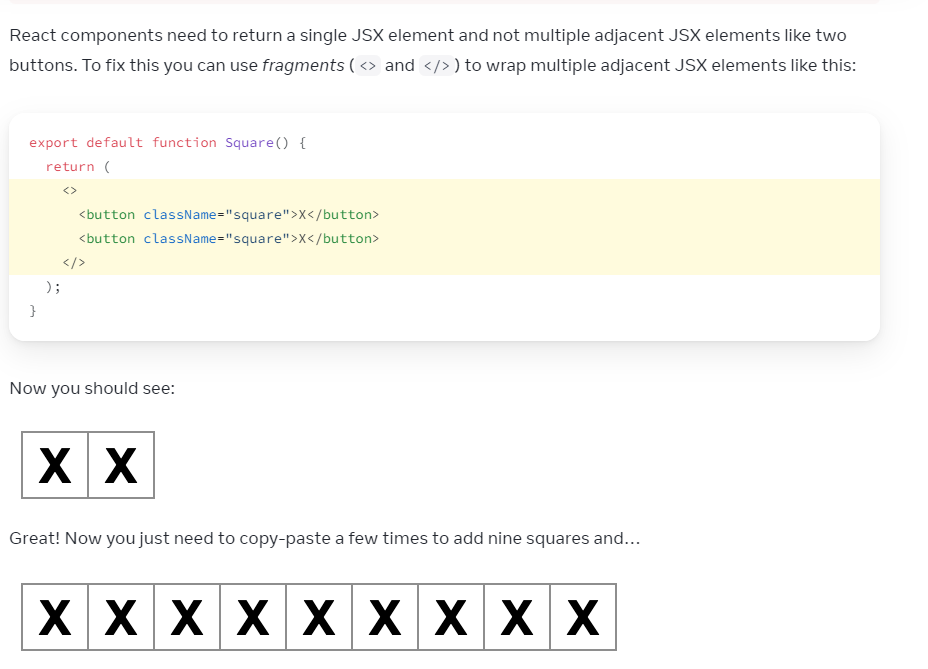 React components need to return a single JSX element and not multiple adjacent JSX elements like two
buttons. To fix this you can use fragments ( <> and </> ) to wrap multiple adjacent JSX elements like this:
export default function Square() {
  return (
    <>
      <button className="square">X</button>
      <button className="square">X</button>
    </>
  );
}
Now you should see:
X X
Great! Now you just need to copy-paste a few times to add nine squares and…
X X X X X X X X X